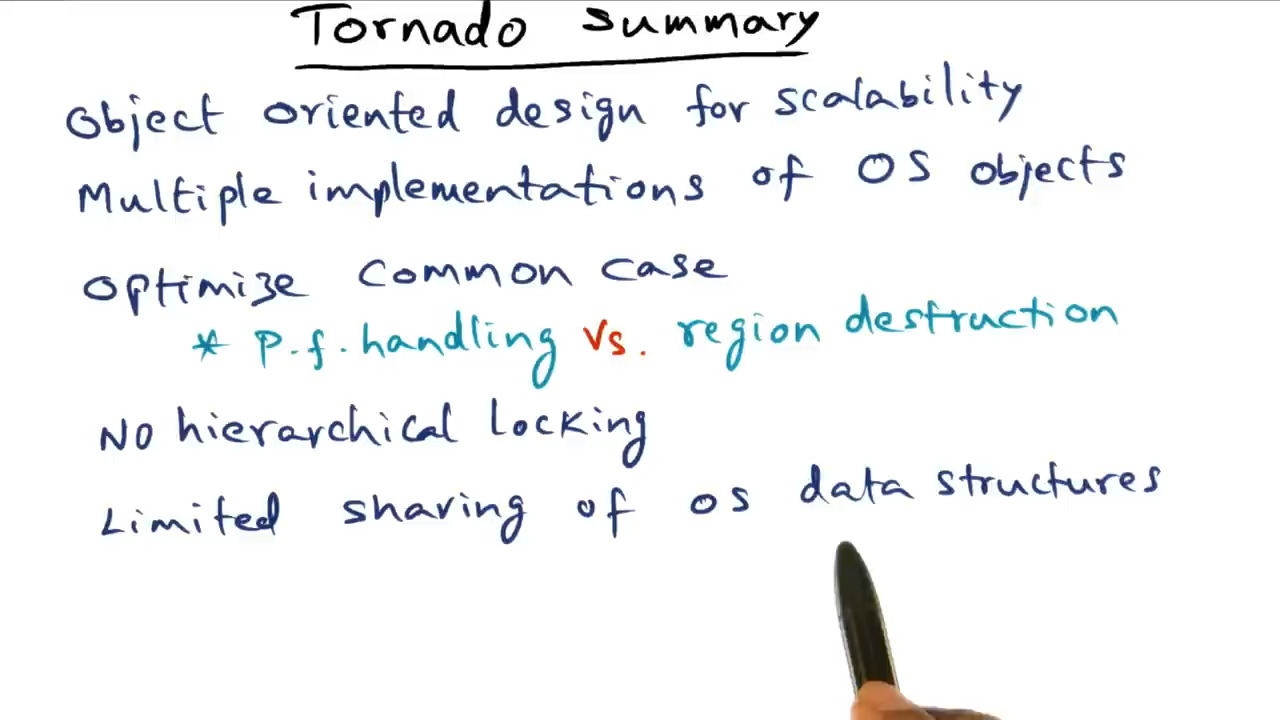 Tornado summary
Object oriented design for scalability
Multiple implementations of OS objects
Optimize common case
* P.f. handling Vs. region destruction
No hierarchical locking
Limited sharing of os data structures